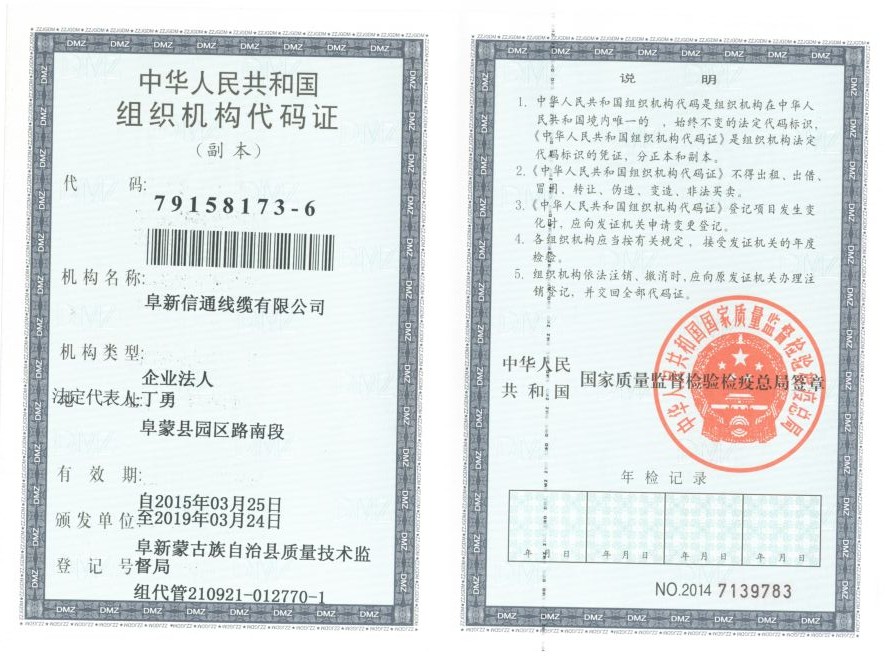 中华人民共和国
组织机构代码证
(副本)
代 码:
79158173-6
机构名称:
阜新信通线缆有限公司
机构类型:
企业法人
法定代表人:丁勇
阜蒙县园区路南段
有 效 期:
自2015年03月25日
颁发单位:至2019年03月24日
阜新蒙古族自治县质量技术监
登 记 号:督局
组代管210921-012770-1
说 明
1. 中华人民共和国组织机构代码是组织机构在中华人
民共和国境内唯一的 ,始终不变的法定代码标识,
《中华人民共和国组织机构代码证》是组织机构法定
代码标识的凭证,分正本和副本。
2.《中华人民共和国组织机构代码证》不得出租、出借、
冒用、转让、伪造、变造、非法买卖。
3.《中华人民共和国组织机构代码证》登记项目发生变
化时,应向发证机关申请变更登记。
4. 各组织机构应当按有关规定,接受发证机关的年度
检验。
5. 组织机构依法注销、撤消时,应向原发证机关办理注
销登记,并交回全部代码证。
中华人民
共和国
国家质量监督检验检疫总局签章
中华人民共和国国家质量监督检验检疫总局
年检记录
年 月 日 年 月 日 年 月 日 年 月 日
NO.2014 7139783